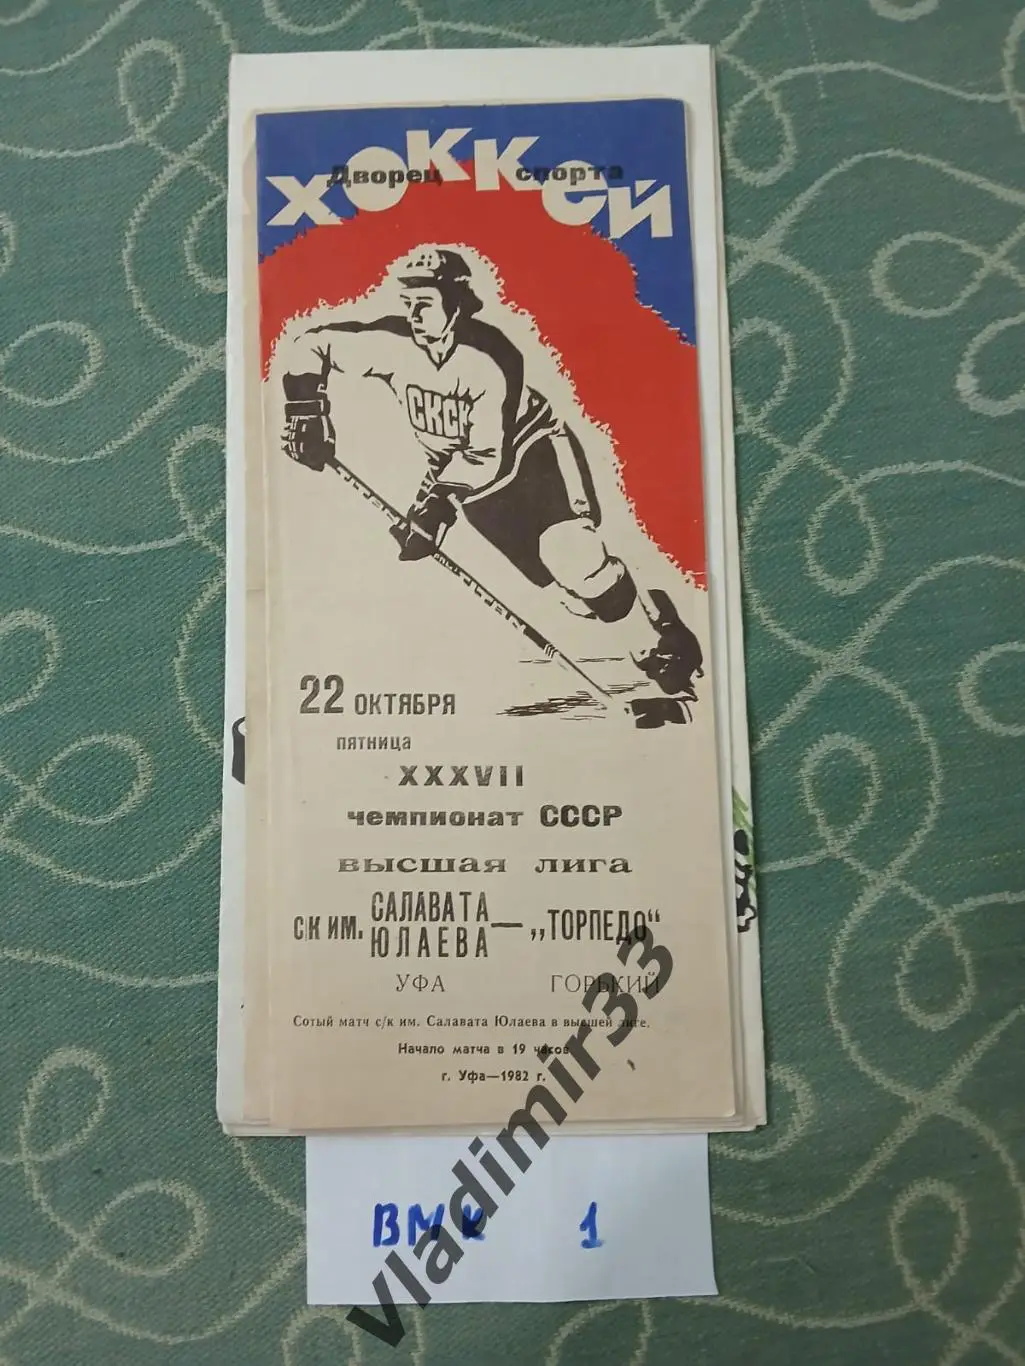 ХОККЕЙ
Дворец спорта
СКСК
22 ОКТЯБРЯ
ПЯТНИЦА
XXXVII
чемпионат СССР
высшая лига
с/к им. САЛАВАТА ЮЛАЕВА — „ТОРПЕДО“
УФА ГОРЬКИЙ
Сотый матч с/к им. Салавата Юлаева в высшей лиге.
Начало матча в 19 часов
г. Уфа—1982 г.
ВМК 1
vladimir33